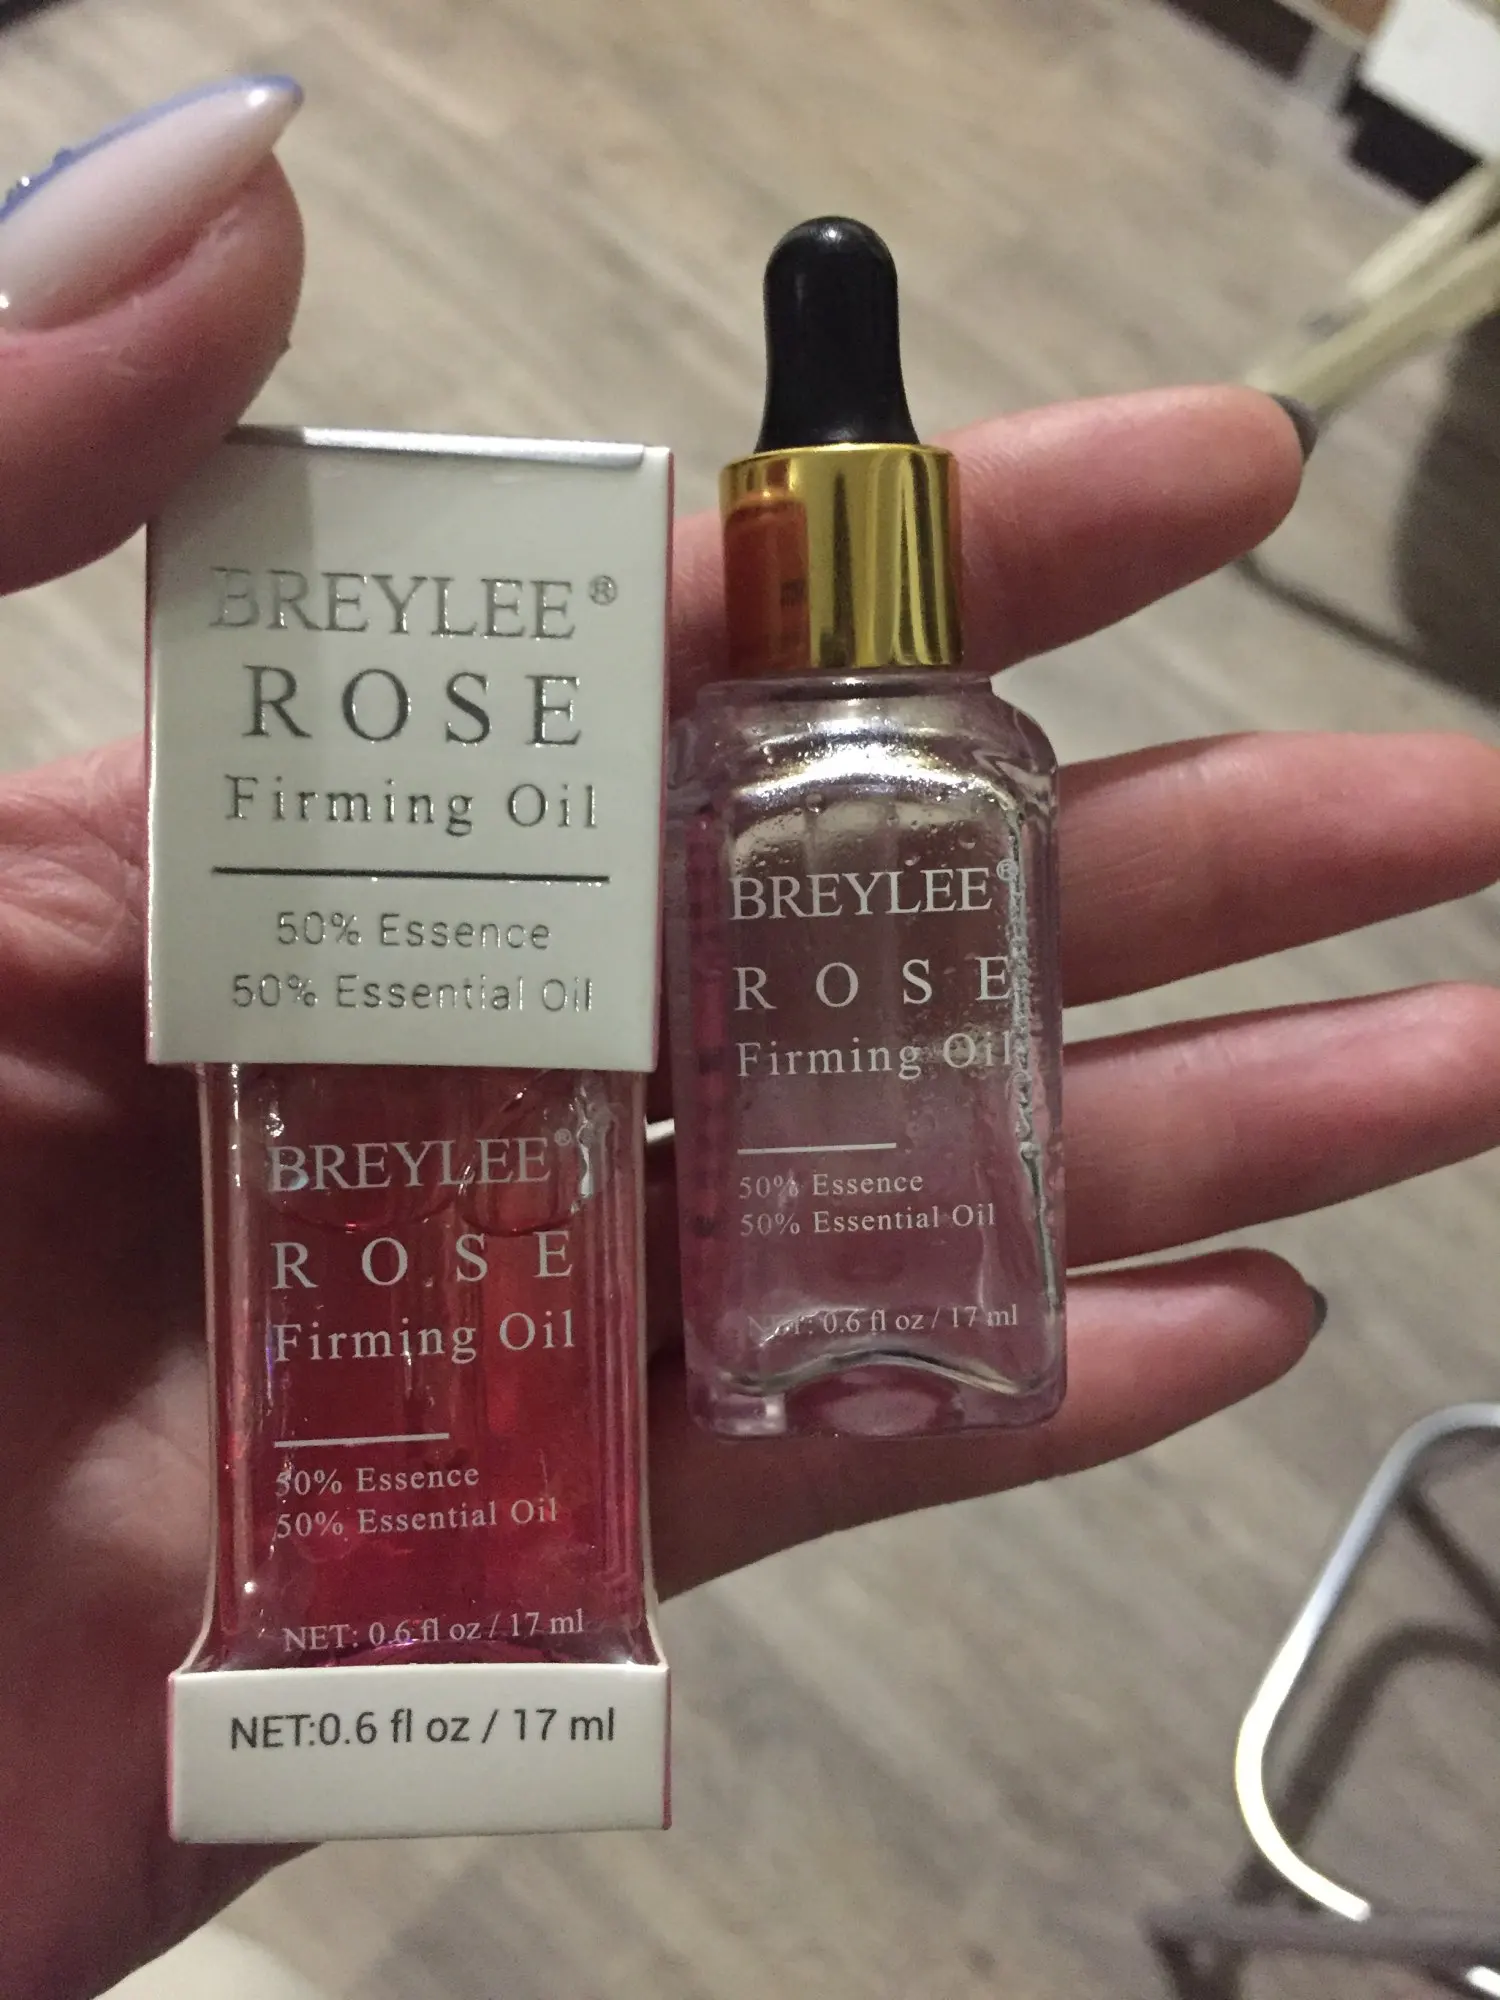 BREYLEE®
ROSE
Firming Oil
50% Essence
50% Essential Oil
BREYLEE®
ROSE
Firming Oil
50% Essence
50% Essential Oil
NET: 0.6 fl oz / 17 ml
NET:0.6 fl oz / 17 ml
BREYLEE®
ROSE
Firming Oil
50% Essence
50% Essential Oil
NET: 0.6 fl oz / 17 ml